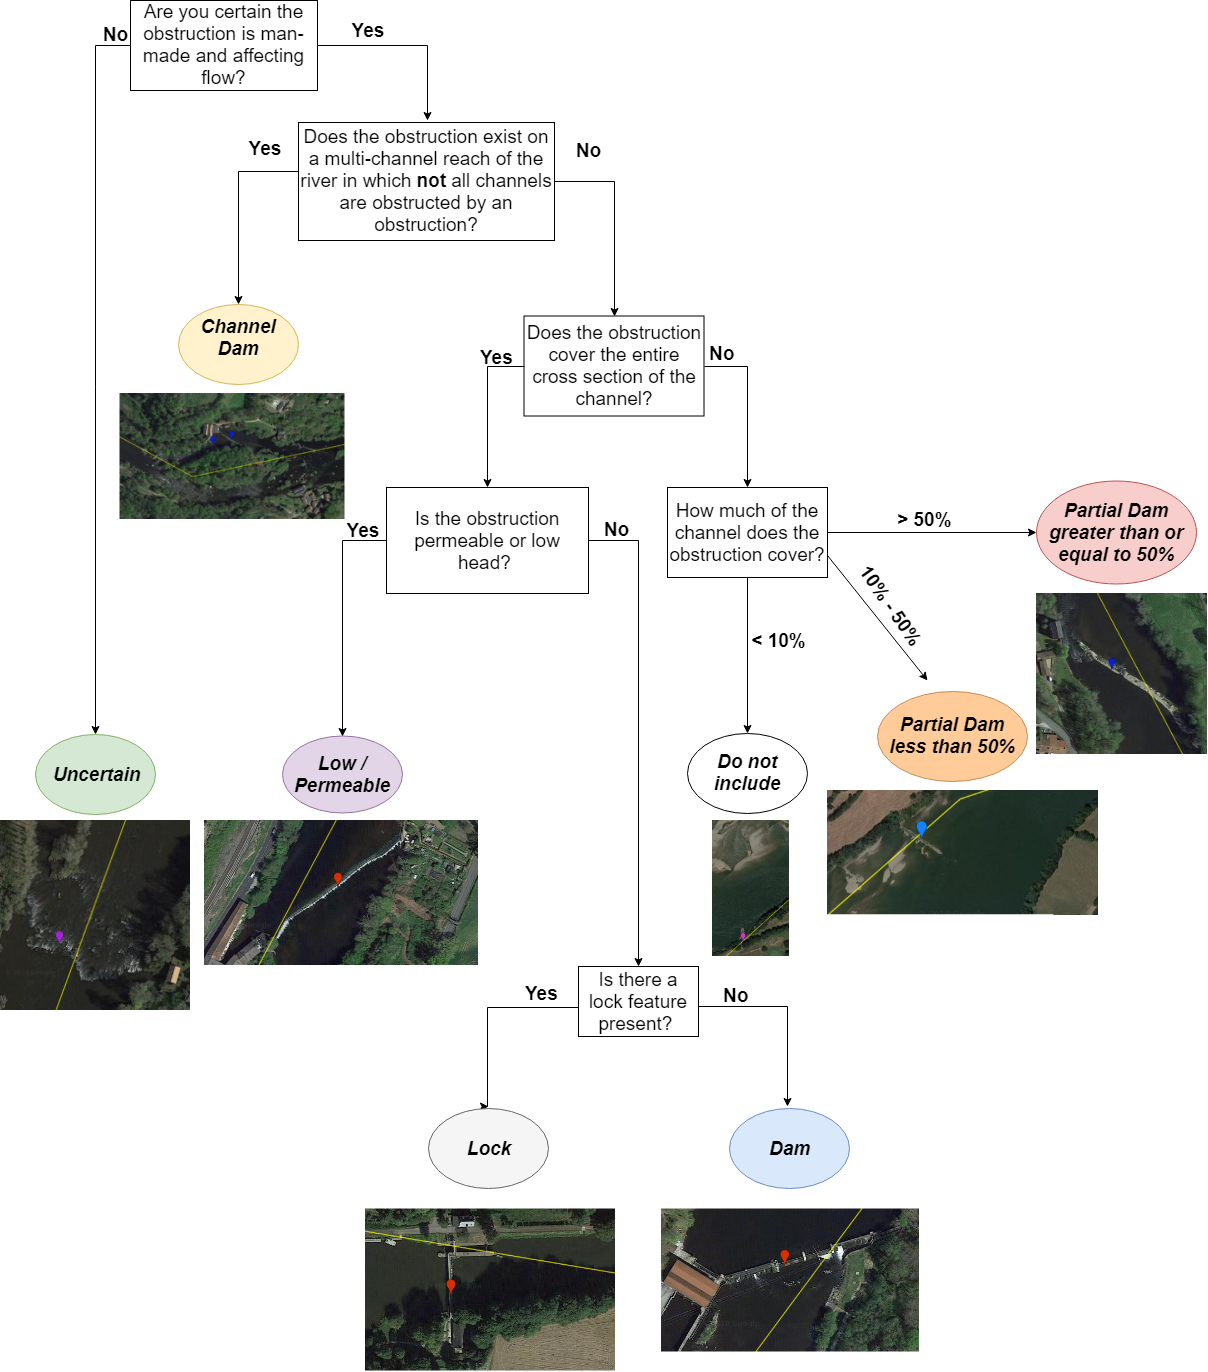 Are you certain the
obstruction is man-
made and affecting
flow?
No
Yes
Does the obstruction exist on
a multi-channel reach of the
river in which not all channels
are obstructed by an
obstruction?
Yes
No
Channel
Dam
Does the obstruction
cover the entire
cross section of the
channel?
Yes
No
Is the obstruction
permeable or low
head?
Yes
No
How much of the
channel does the
obstruction cover?
> 50%
10% - 50%
< 10%
Partial Dam
greater than or
equal to 50%
Partial Dam
less than 50%
Do not
include
Uncertain
Low /
Permeable
Is there a
lock feature
present?
Yes
No
Lock
Dam